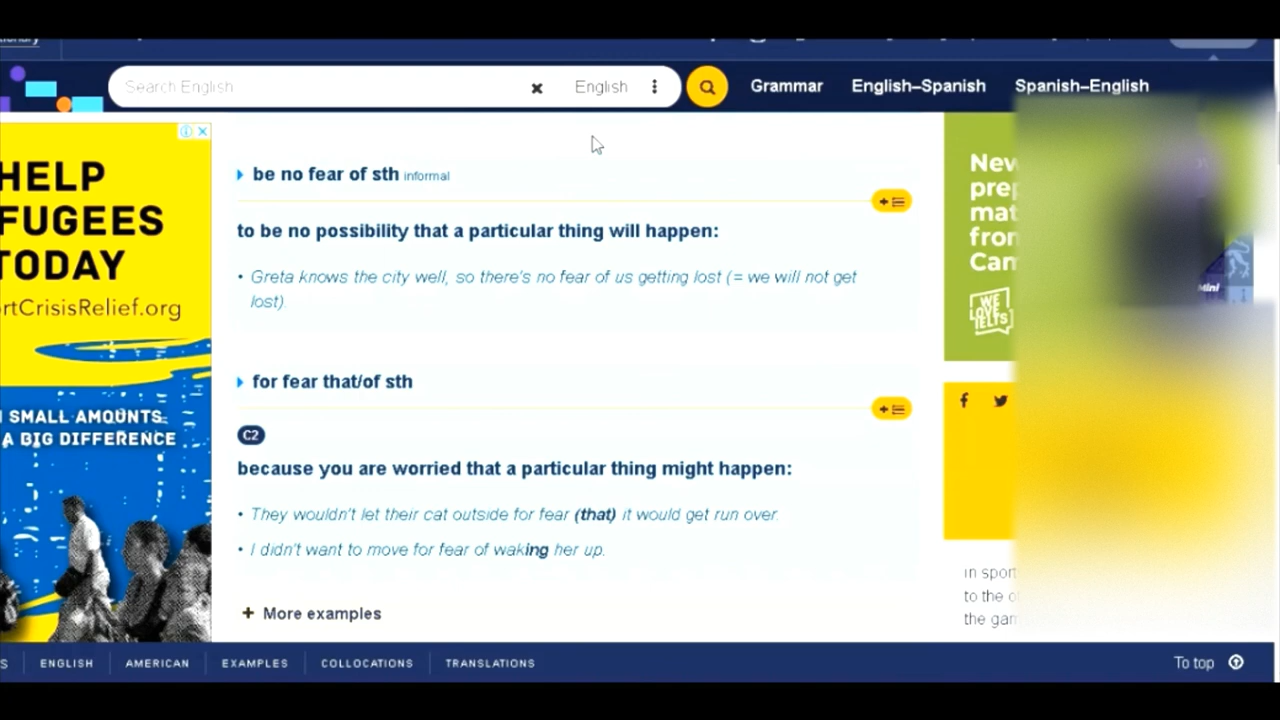 Search English
English
Grammar
English–Spanish
Spanish–English
HELP
FUGEES
TODAY
ortCrisisRelief.org
SMALL AMOUNTS
A BIG DIFFERENCE
be no fear of sth informal
to be no possibility that a particular thing will happen:
• Greta knows the city well, so there's no fear of us getting lost (= we will not get
lost).
for fear that/of sth
C2
because you are worried that a particular thing might happen:
• They wouldn't let their cat outside for fear (that) it would get run over.
• I didn't want to move for fear of waking her up.
+ More examples
New
prep
mat
from
Cam
WE
LOVE
IELTS
Mini
in sport
to the o
the gam
S
ENGLISH
AMERICAN
EXAMPLES
COLLOCATIONS
TRANSLATIONS
To top